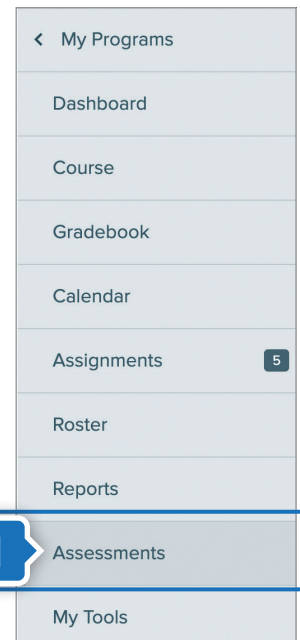 My Programs
Dashboard
Course
Gradebook
Calendar
Assignments 5
Roster
Reports
Assessments
My Tools